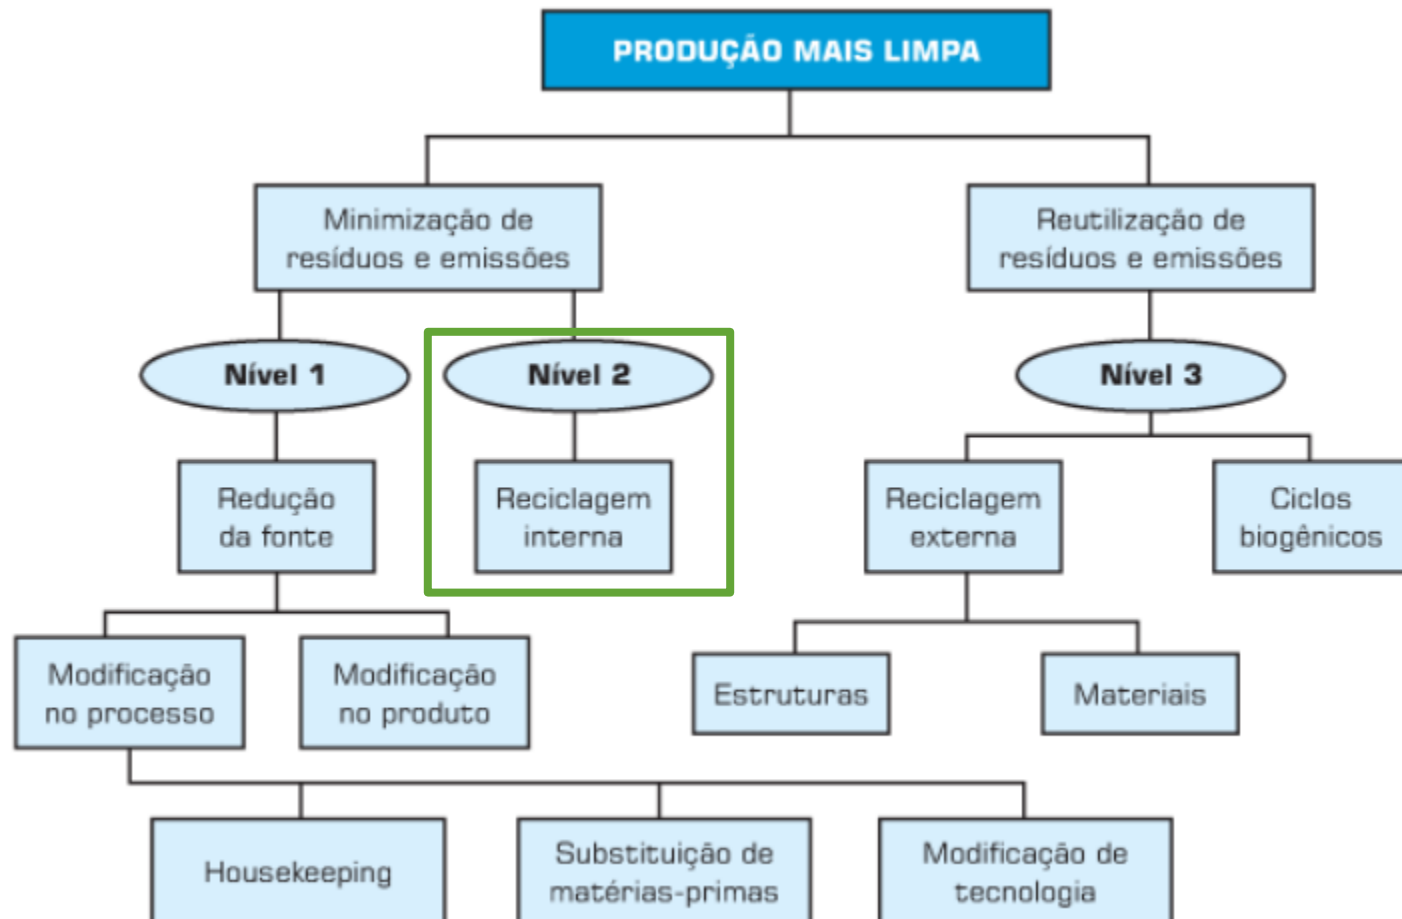 PRODUÇÃO MAIS LIMPA
Minimização de
resíduos e emissões
Reutilização de
resíduos e emissões
Nível 1
Nível 2
Nível 3
Redução
da fonte
Reciclagem
interna
Reciclagem
externa
Ciclos
biogênicos
Modificação
no processo
Modificação
no produto
Estruturas
Materiais
Housekeeping
Substituição de
matérias-primas
Modificação de
tecnologia